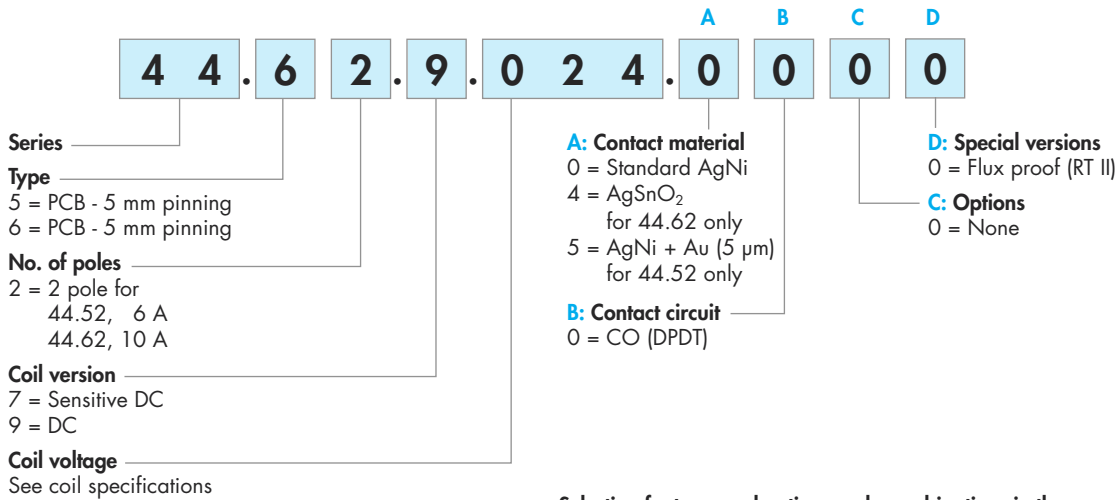 A B C D
4 4 . 6 2 . 9 . 0 2 4 . 0 0 0 0
Series
Type
5 = PCB - 5 mm pinning
6 = PCB - 5 mm pinning
No. of poles
2 = 2 pole for
44.52, 6 A
44.62, 10 A
Coil version
7 = Sensitive DC
9 = DC
Coil voltage
See coil specifications
A: Contact material
0 = Standard AgNi
4 = AgSnO₂
for 44.62 only
5 = AgNi + Au (5 µm)
for 44.52 only
B: Contact circuit
0 = CO (DPDT)
D: Special versions
0 = Flux proof (RT II)
C: Options
0 = None